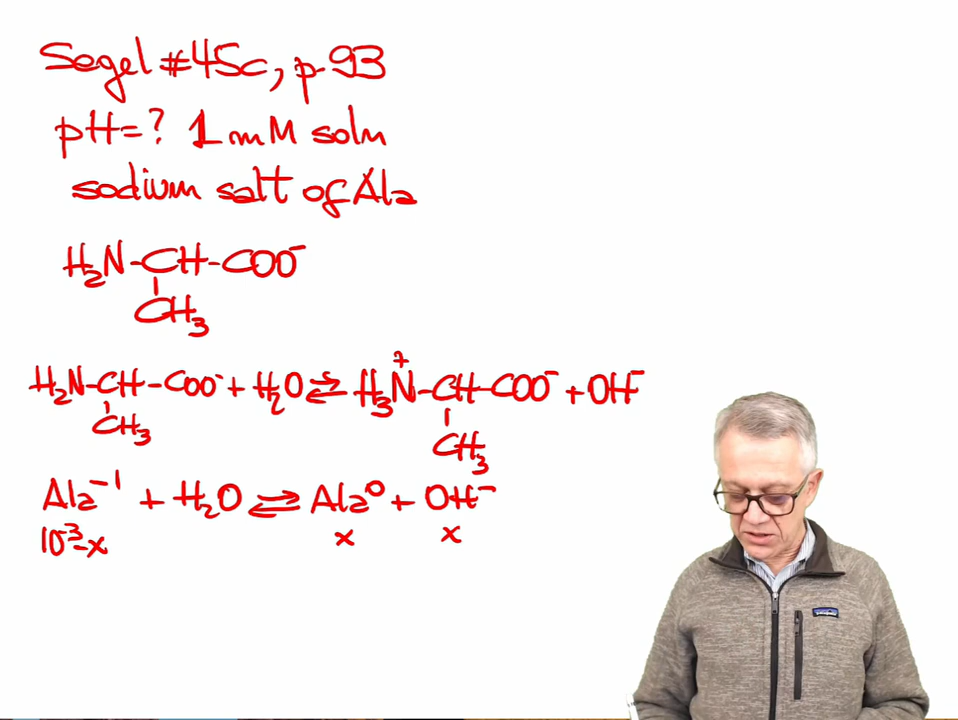 Segel #45c, p-93
pH=? 1 mM soln
sodium salt of Ala
H₂N-CH-COO⁻
CH₃
H₂N-CH-COO⁻ + H₂O ⇌ H₃N⁺-CH-COO⁻ + OH⁻
CH₃ CH₃
Ala⁻¹ + H₂O ⇌ Ala⁰ + OH⁻
10⁻³-x x x
patagonia